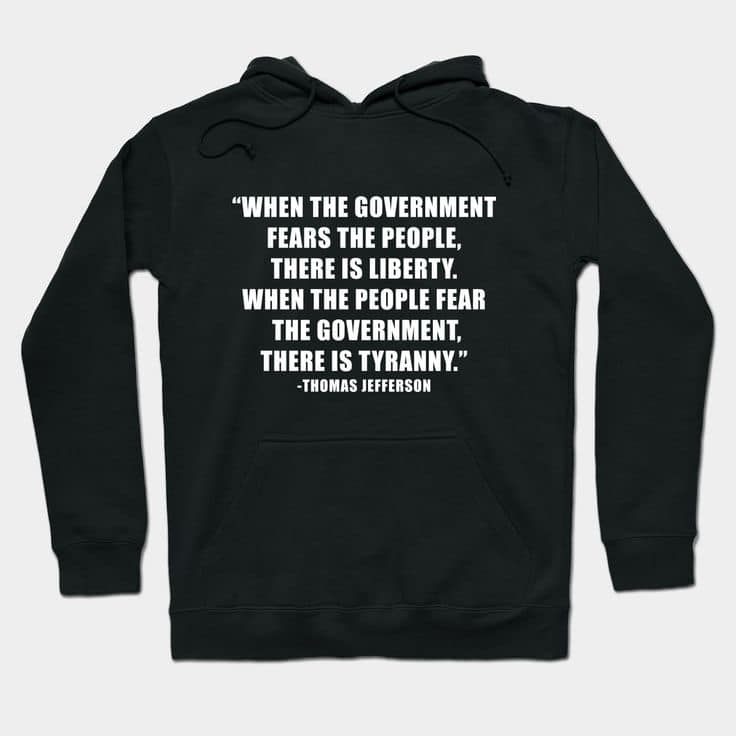 “WHEN THE GOVERNMENT
FEARS THE PEOPLE,
THERE IS LIBERTY.
WHEN THE PEOPLE FEAR
THE GOVERNMENT,
THERE IS TYRANNY.”
-THOMAS JEFFERSON